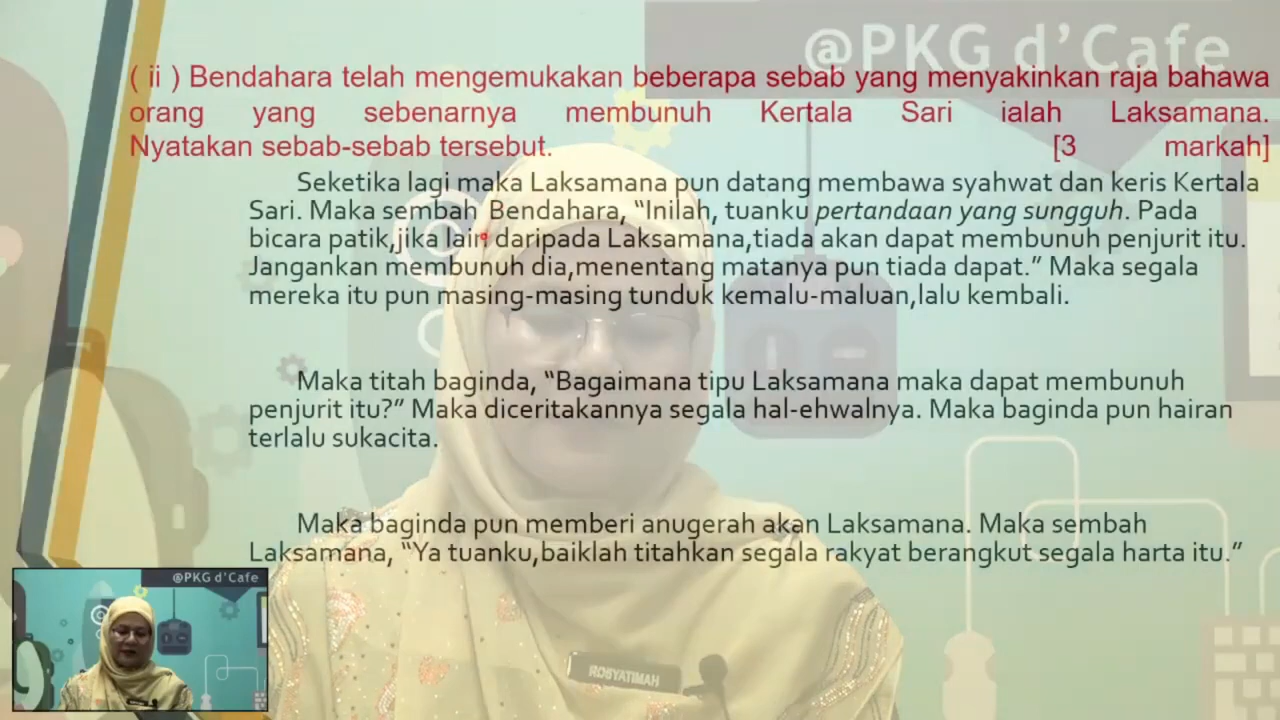 @PKG d'Cafe
( ii ) Bendahara telah mengemukakan beberapa sebab yang menyakinkan raja bahawa
orang yang sebenarnya membunuh Kertala Sari ialah Laksamana.
Nyatakan sebab-sebab tersebut. [3 markah]
Seketika lagi maka Laksamana pun datang membawa syahwat dan keris Kertala
Sari. Maka sembah Bendahara, “Inilah, tuanku pertandaan yang sungguh. Pada
bicara patik,jika lain daripada Laksamana,tiada akan dapat membunuh penjurit itu.
Jangankan membunuh dia,menentang matanya pun tiada dapat.” Maka segala
mereka itu pun masing-masing tunduk kemalu-maluan,lalu kembali.
Maka titah baginda, “Bagaimana tipu Laksamana maka dapat membunuh
penjurit itu?” Maka diceritakannya segala hal-ehwalnya. Maka baginda pun hairan
terlalu sukacita.
Maka baginda pun memberi anugerah akan Laksamana. Maka sembah
Laksamana, “Ya tuanku,baiklah titahkan segala rakyat berangkut segala harta itu.”
@PKG d'Cafe
ROSYATIMAH